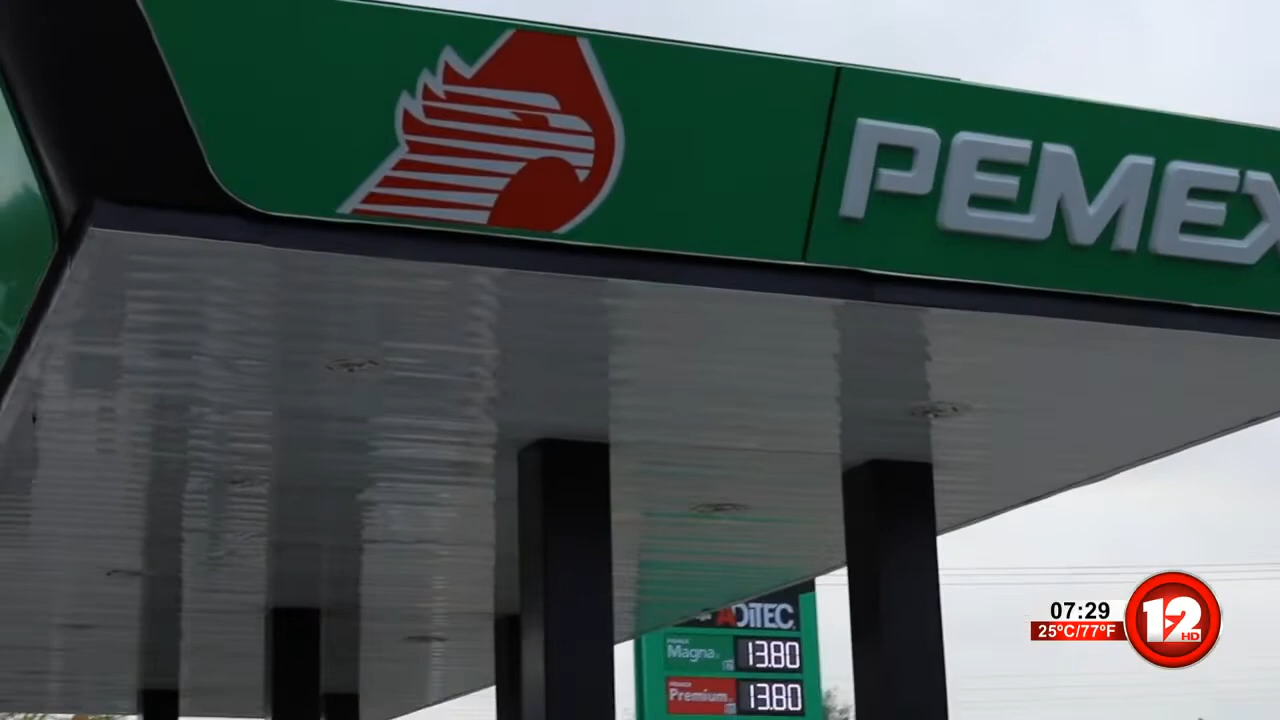 PEMEX
ADITEC
Magna
13.80
Premium
13.80
07:29
25°C/77°F
12
HD